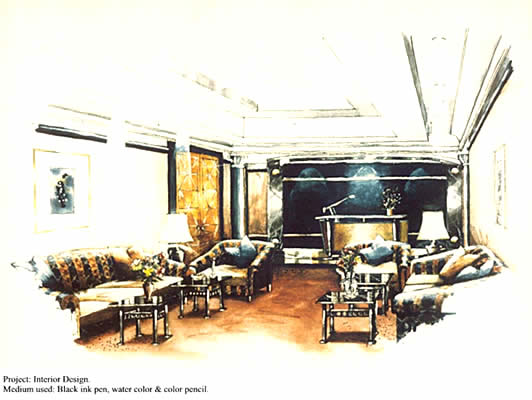 Project: Interior Design.
Medium used: Black ink pen, water color & color pencil.